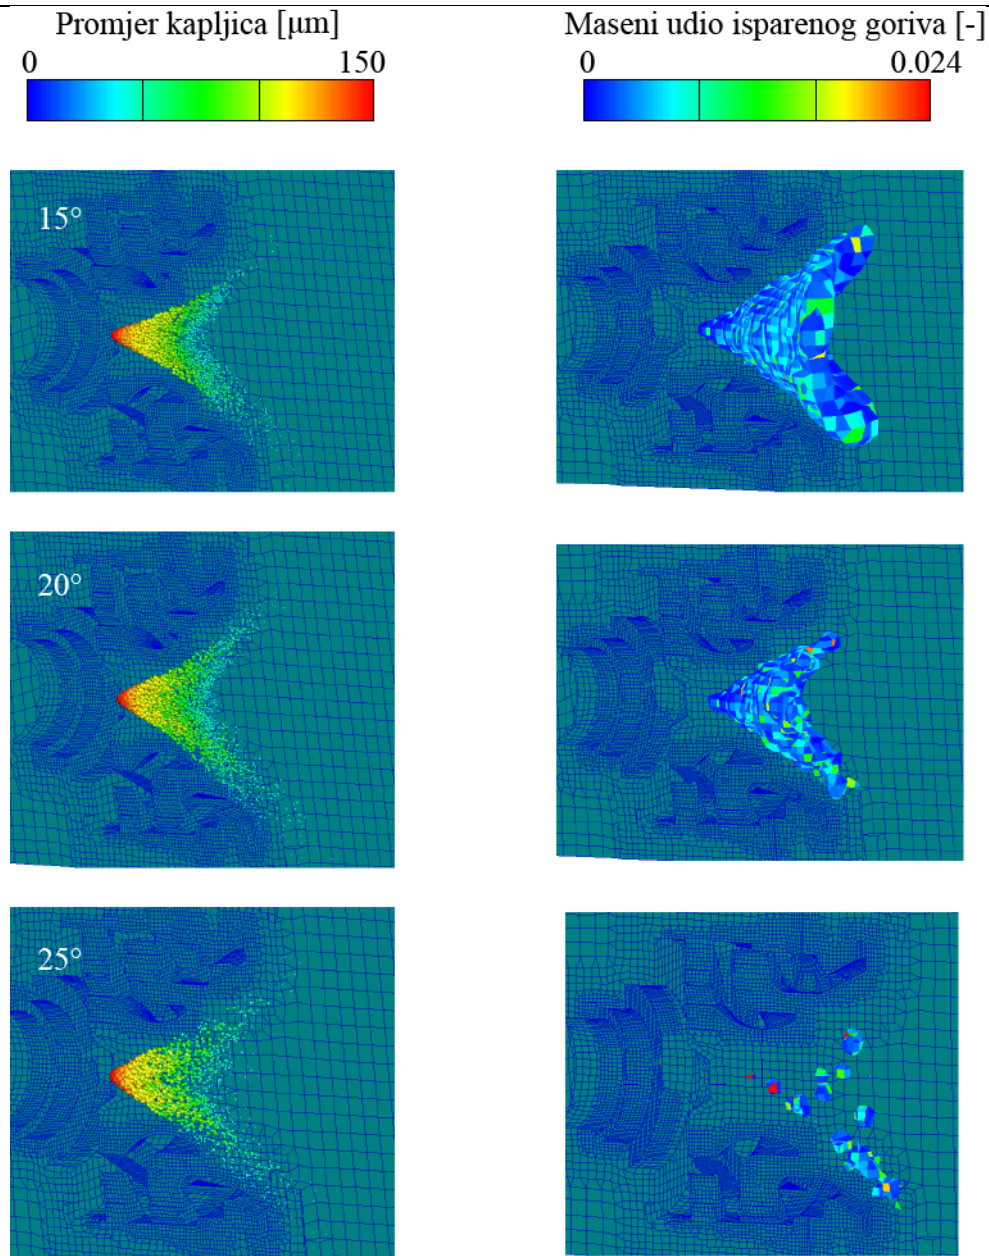 Promjer kapljica [µm]
0 150
Maseni udio isparenog goriva [-]
0 0.024
15°
20°
25°